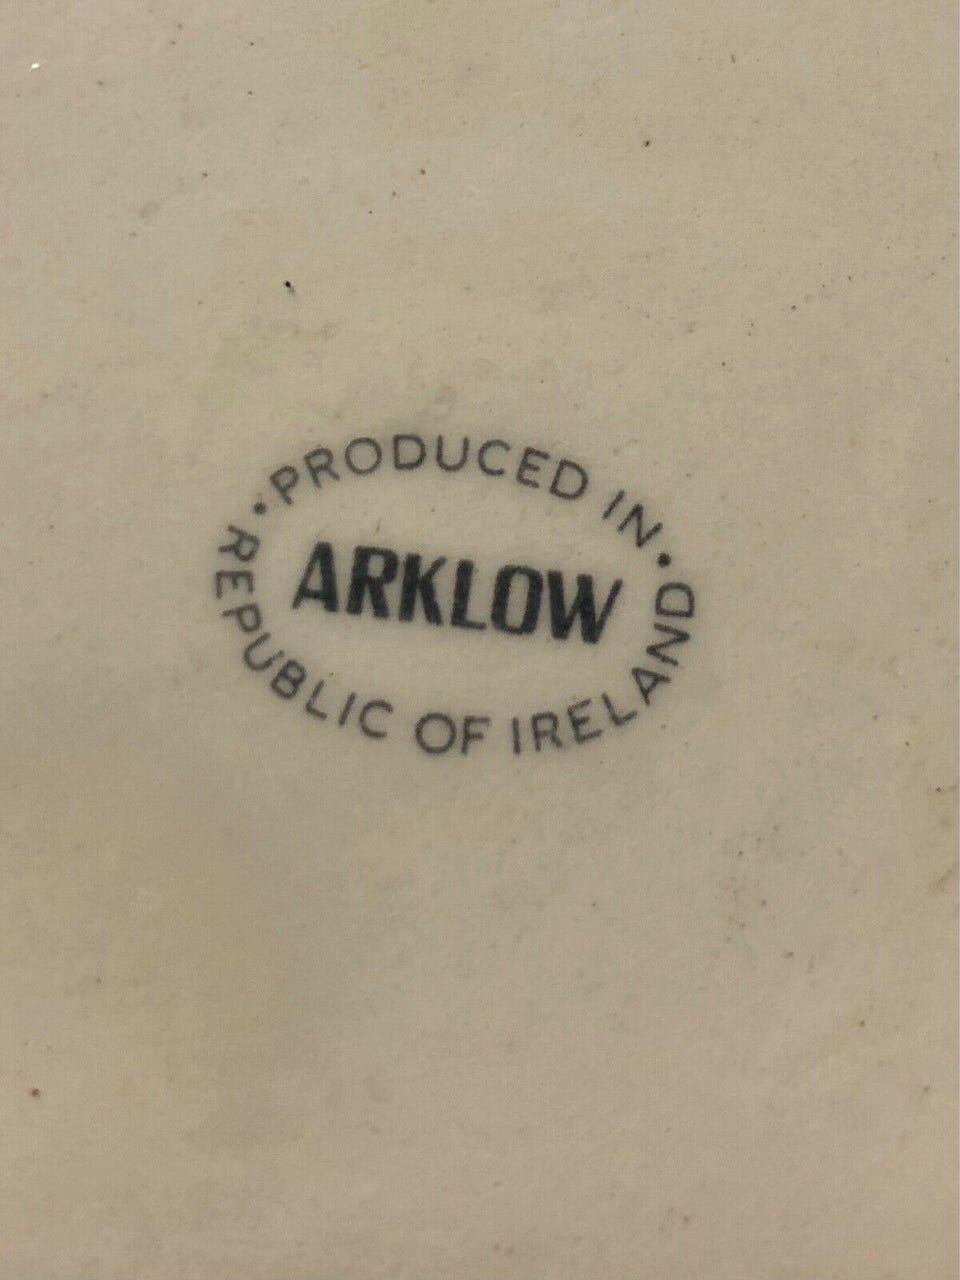 • PRODUCED IN •
ARKLOW
REPUBLIC OF IRELAND